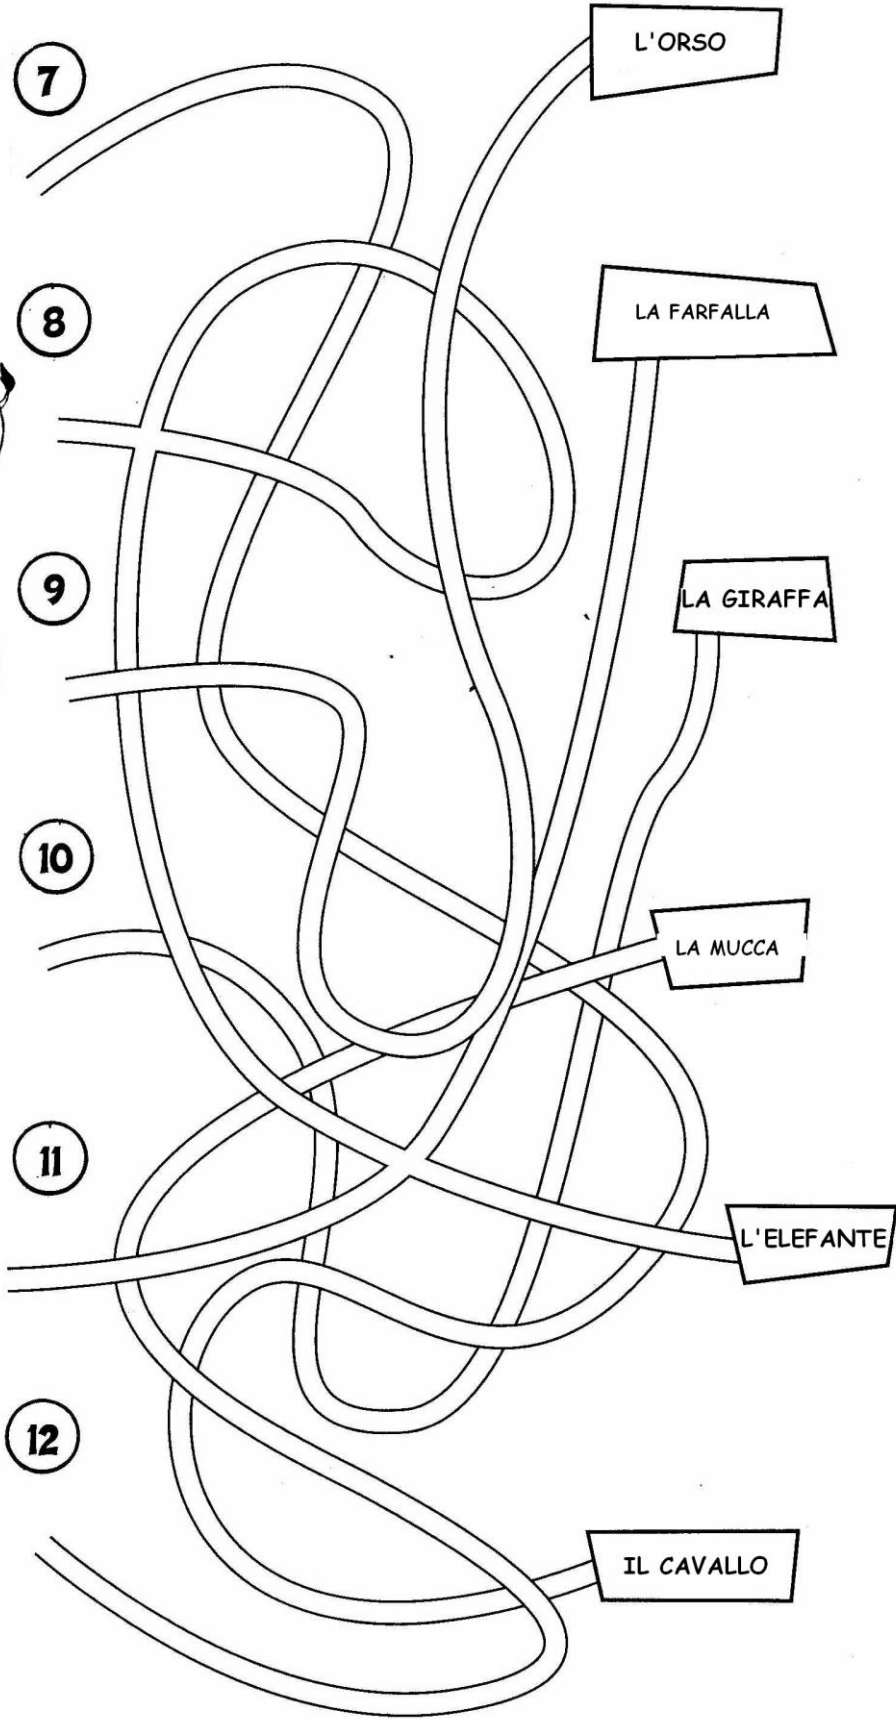 7
L'ORSO
8
LA FARFALLA
9
LA GIRAFFA
10
LA MUCCA
11
L'ELEFANTE
12
IL CAVALLO